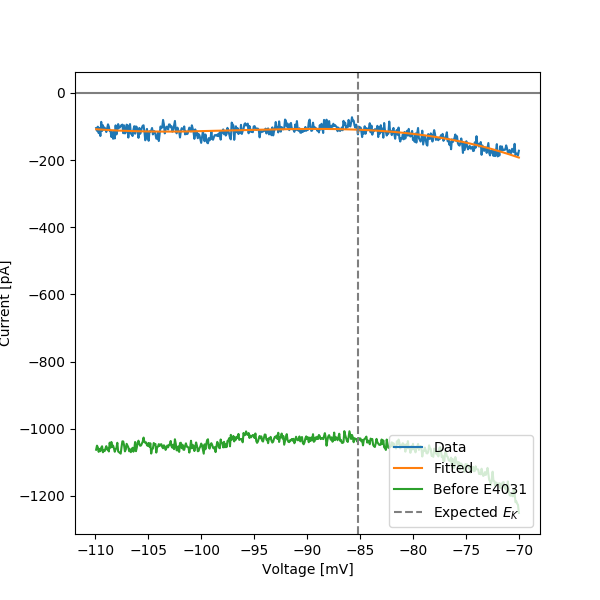 0
−200
−400
−600
−800
−1000
−1200
Current [pA]
Data
Fitted
Before E4031
Expected $E_K$
−110
−105
−100
−95
−90
−85
−80
−75
−70
Voltage [mV]